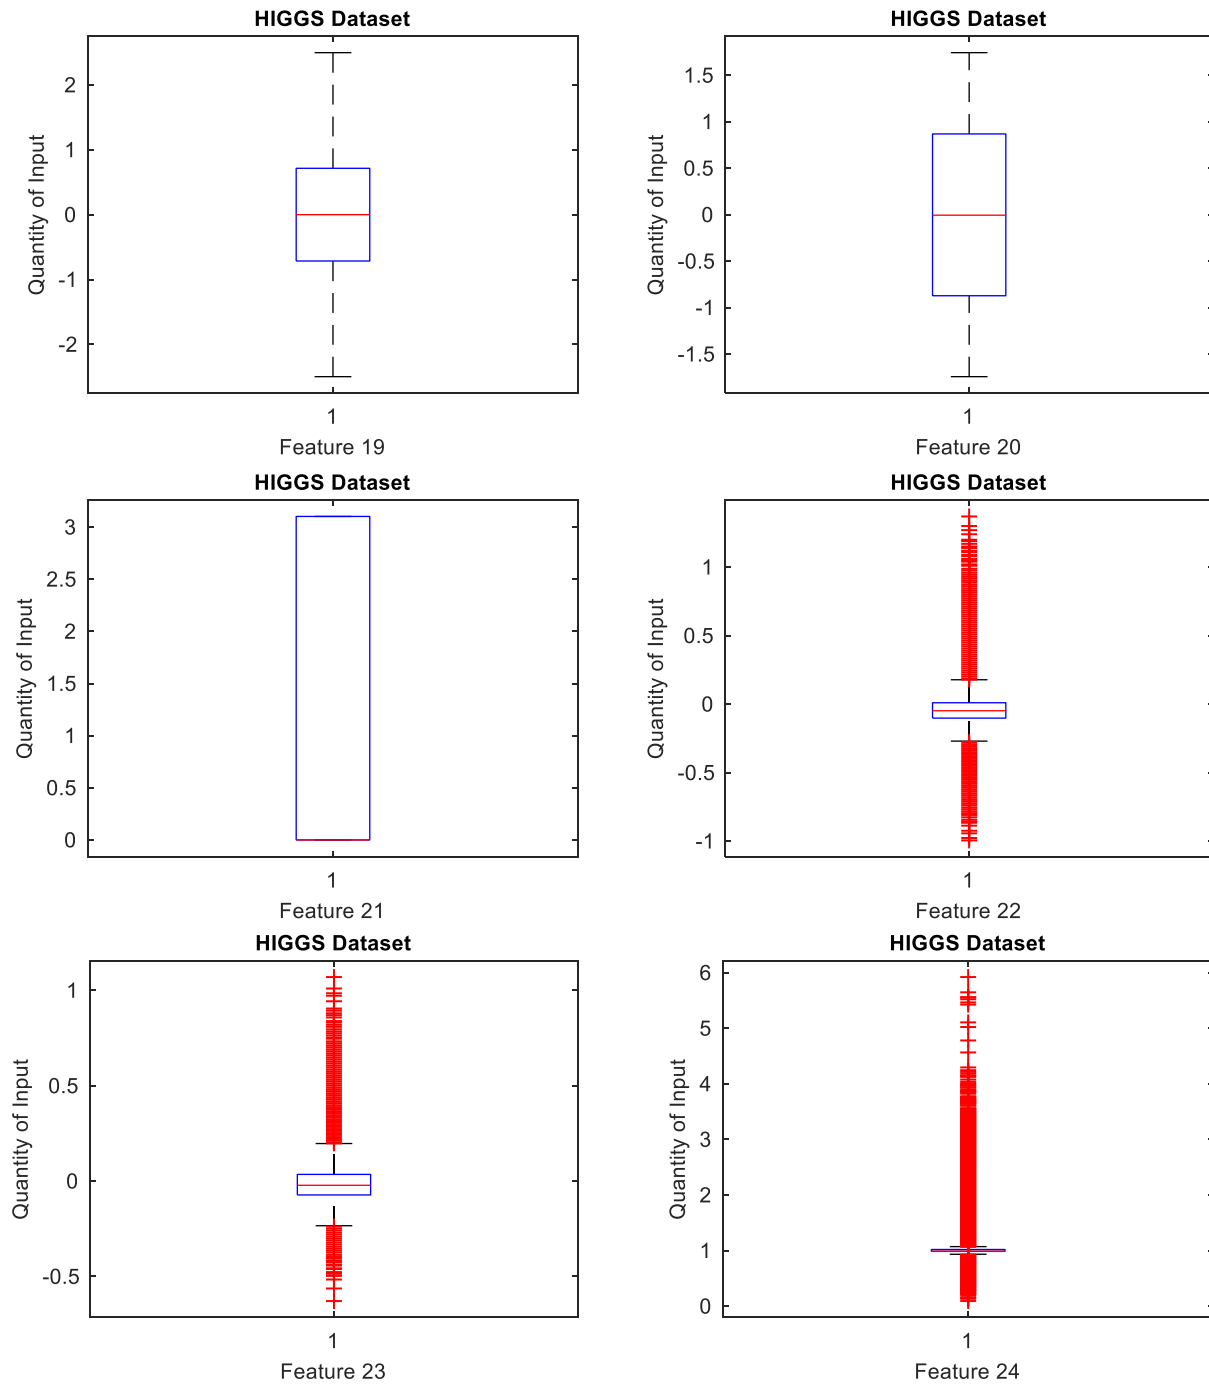 HIGGS Dataset
Quantity of Input
2
1
0
-1
-2
1
Feature 19
HIGGS Dataset
Quantity of Input
1.5
1
0.5
0
-0.5
-1
-1.5
1
Feature 20
HIGGS Dataset
Quantity of Input
3
2.5
2
1.5
1
0.5
0
1
Feature 21
HIGGS Dataset
Quantity of Input
1
0.5
0
-0.5
-1
1
Feature 22
HIGGS Dataset
Quantity of Input
1
0.5
0
-0.5
1
Feature 23
HIGGS Dataset
Quantity of Input
6
5
4
3
2
1
0
1
Feature 24